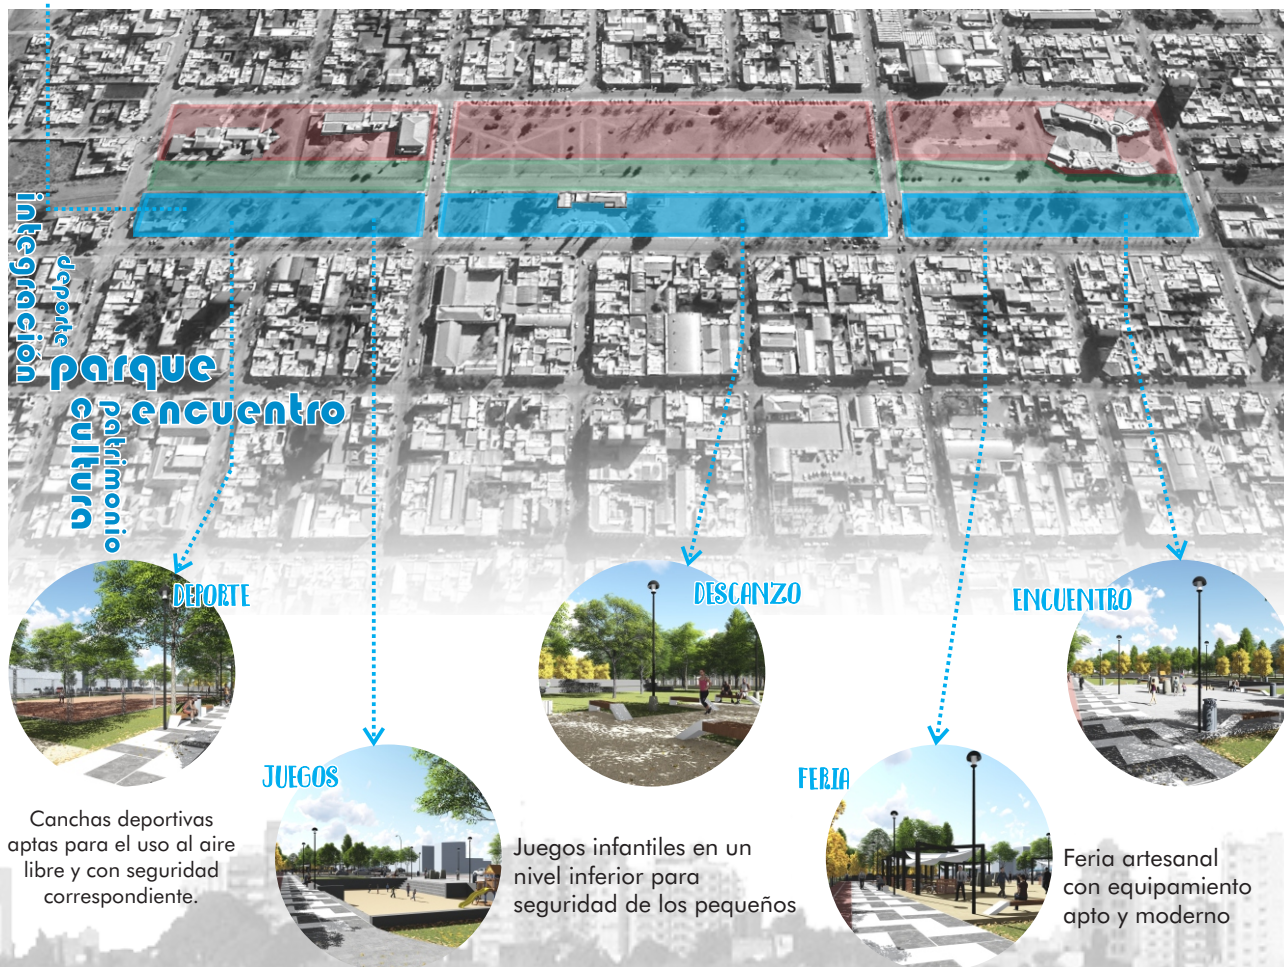 integración
deporte
parque
encuentro
cultura
patrimonio
DEPORTE
DESCANZO
ENCUENTRO
JUEGOS
FERIA
Canchas deportivas
aptas para el uso al aire
libre y con seguridad
correspondiente.
Juegos infantiles en un
nivel inferior para
seguridad de los pequeños
Feria artesanal
con equipamiento
apto y moderno